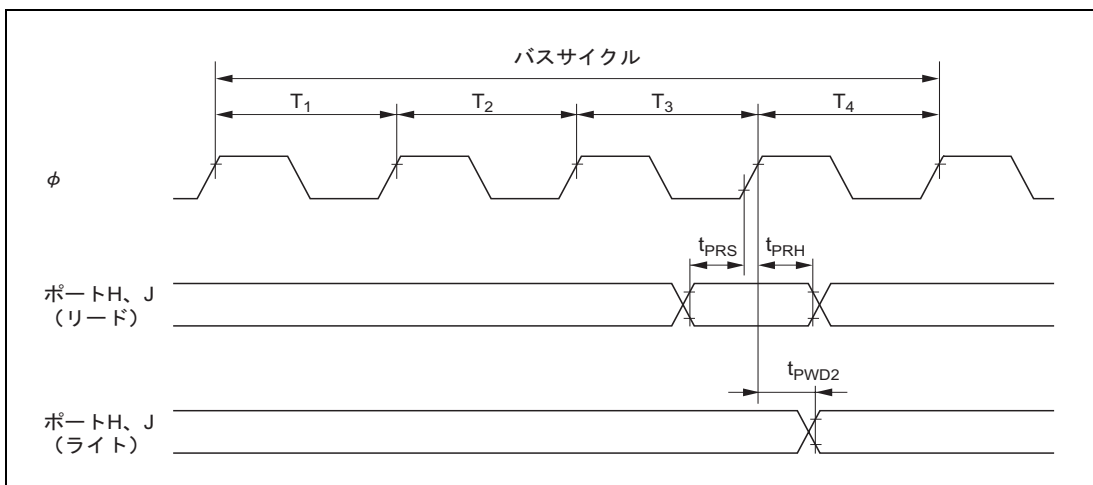 バスサイクル
T1 T2 T3 T4
φ
tPRS tPRH
ポートH、J
（リード）
tPWD2
ポートH、J
（ライト）